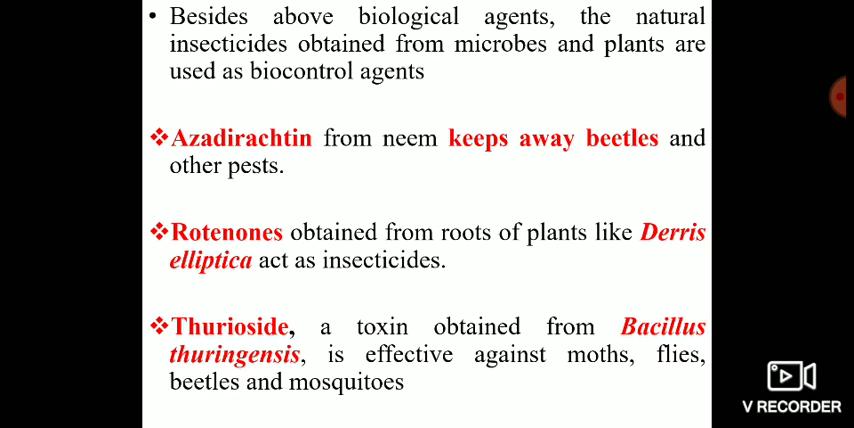 • Besides above biological agents, the natural
insecticides obtained from microbes and plants are
used as biocontrol agents
❖Azadirachtin from neem keeps away beetles and
other pests.
❖Rotenones obtained from roots of plants like Derris
elliptica act as insecticides.
❖Thurioside, a toxin obtained from Bacillus
thuringensis, is effective against moths, flies,
beetles and mosquitoes
V RECORDER